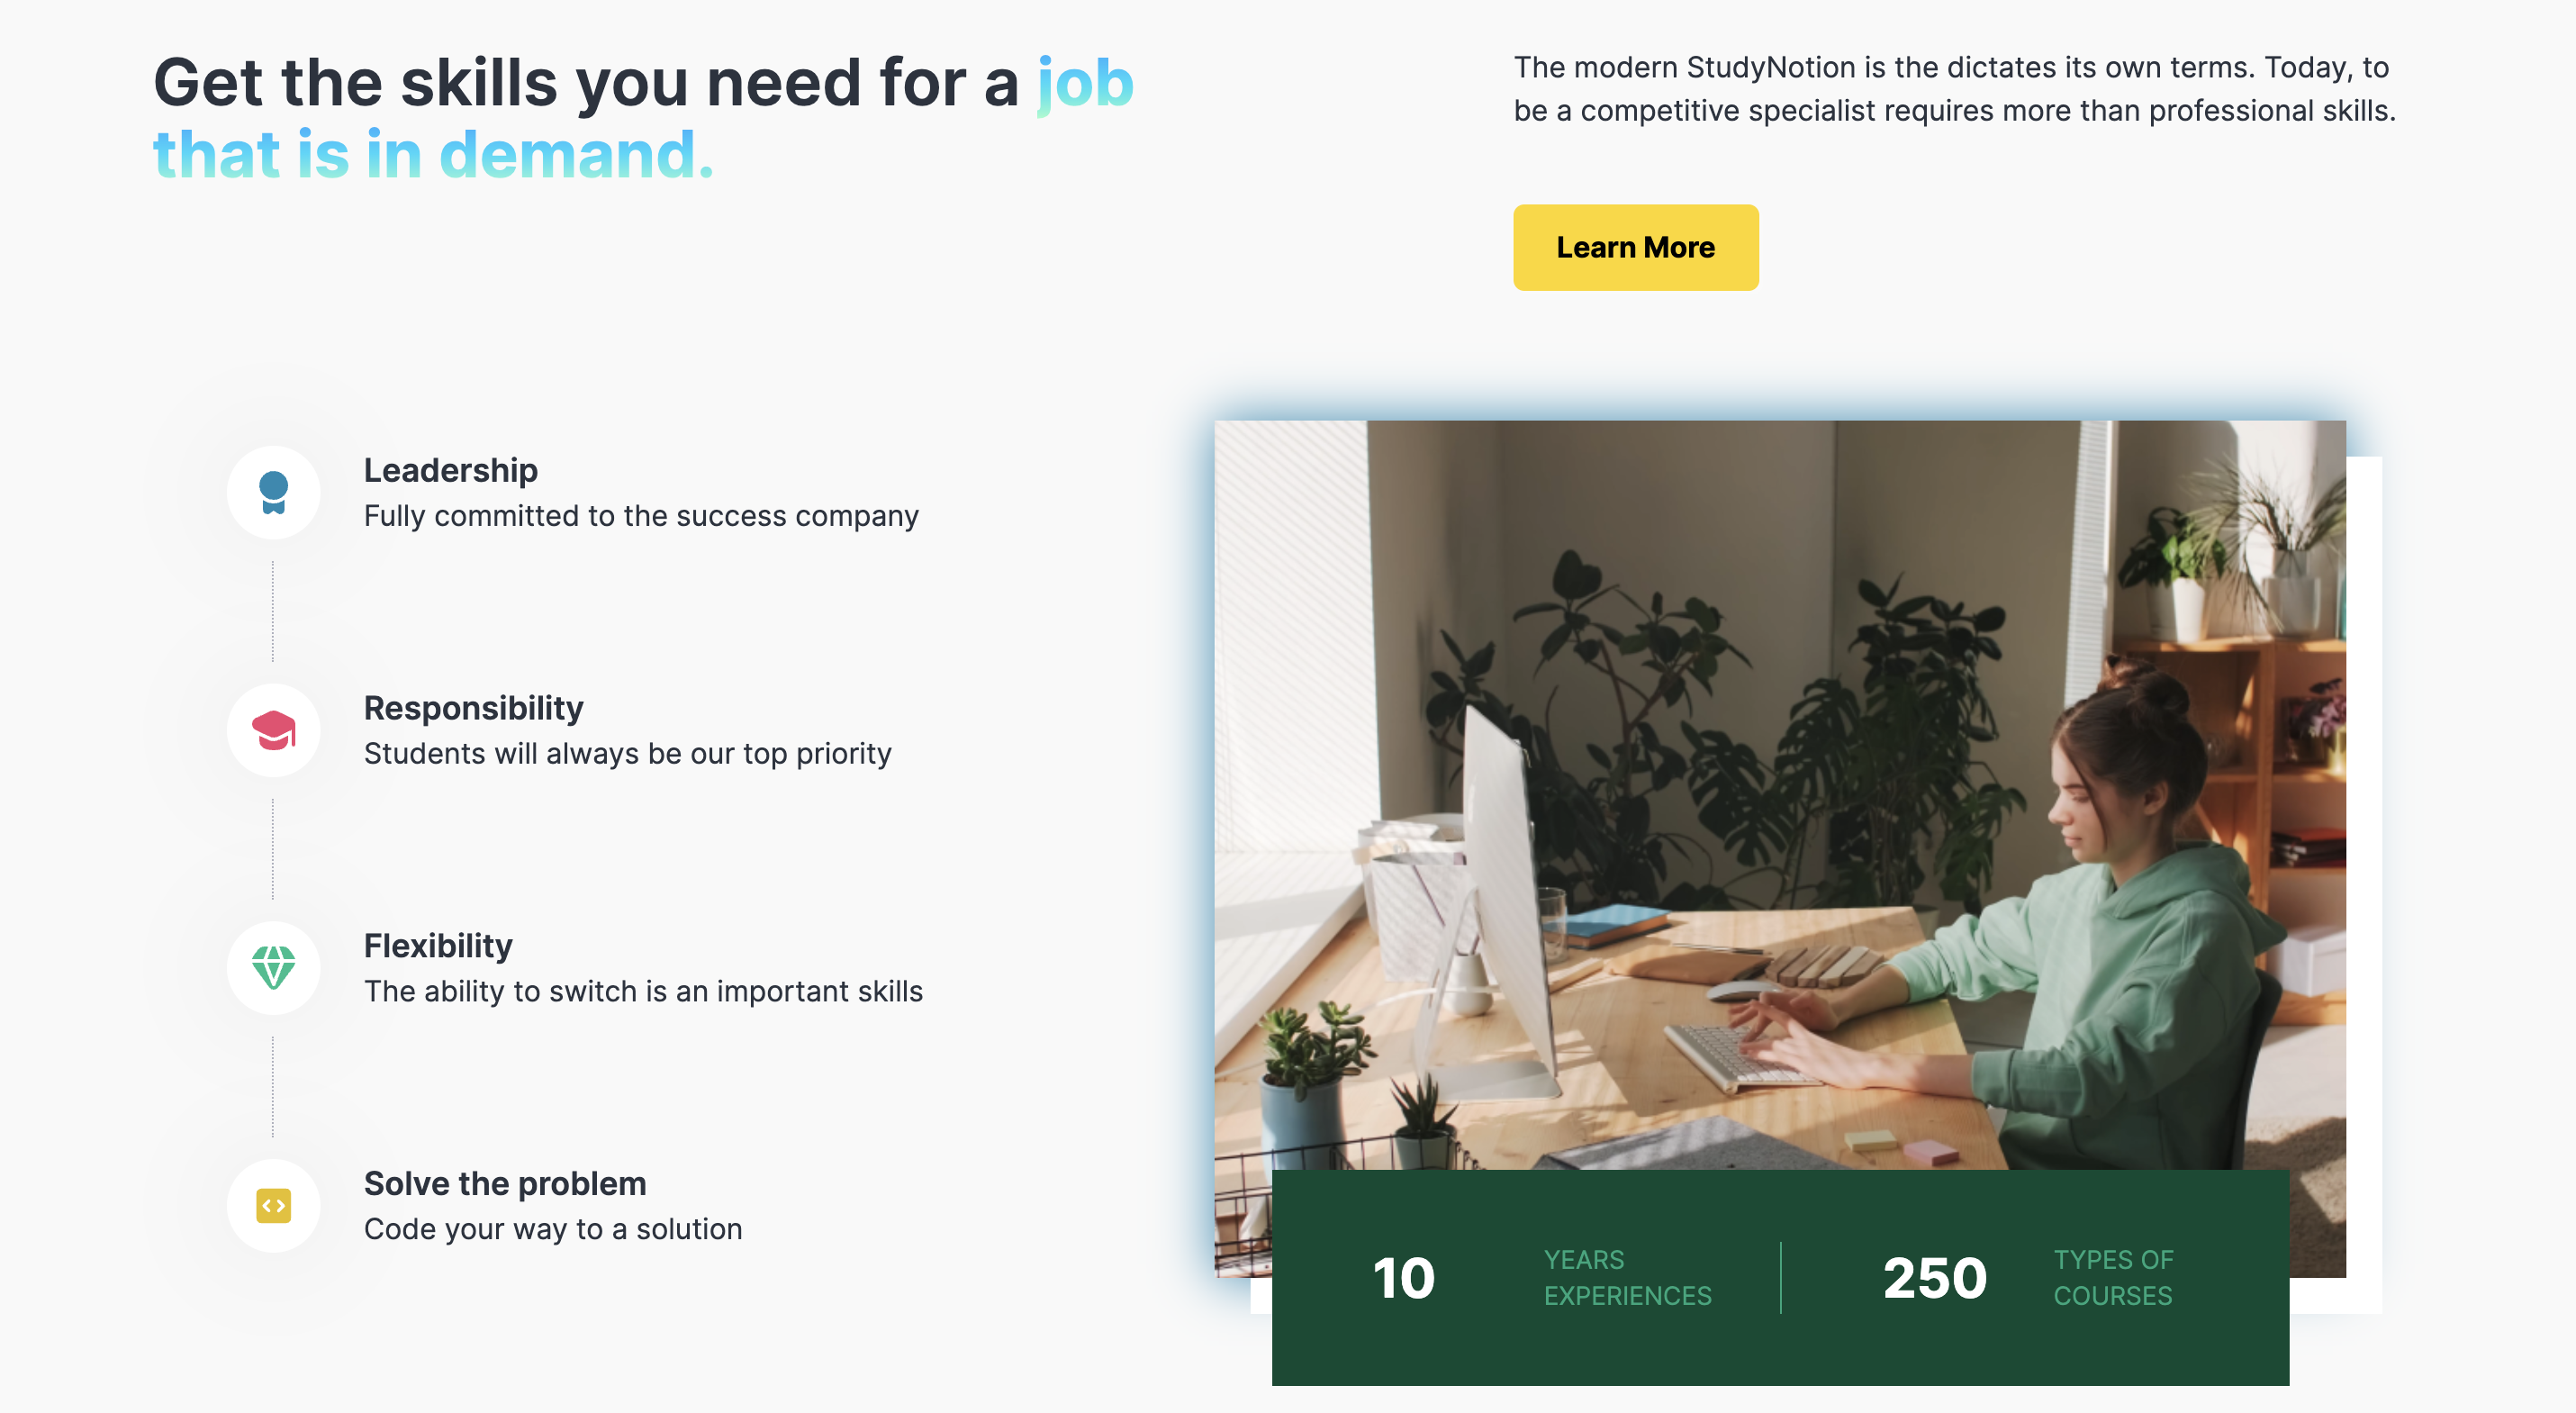 Get the skills you need for a job
that is in demand.
The modern StudyNotion is the dictates its own terms. Today, to
be a competitive specialist requires more than professional skills.
Learn More
Leadership
Fully committed to the success company
Responsibility
Students will always be our top priority
Flexibility
The ability to switch is an important skills
Solve the problem
Code your way to a solution
10
YEARS
EXPERIENCES
250
TYPES OF
COURSES